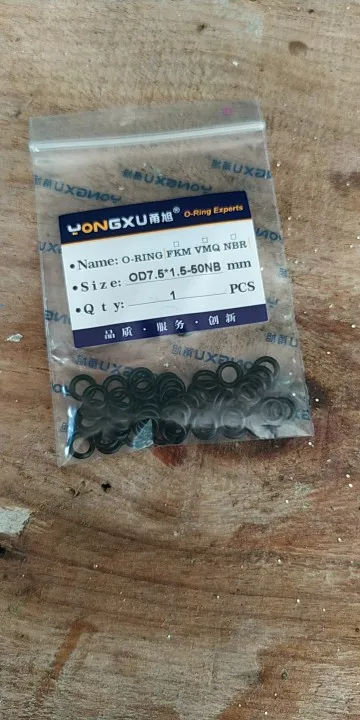 YONGXU甬旭® O-Ring Experts
•Name: O-RING □FKM □VMQ □NBR
•Size: OD7.5*1.5-50NB mm
•Qty: 1 PCS
品质 · 服务 · 创新